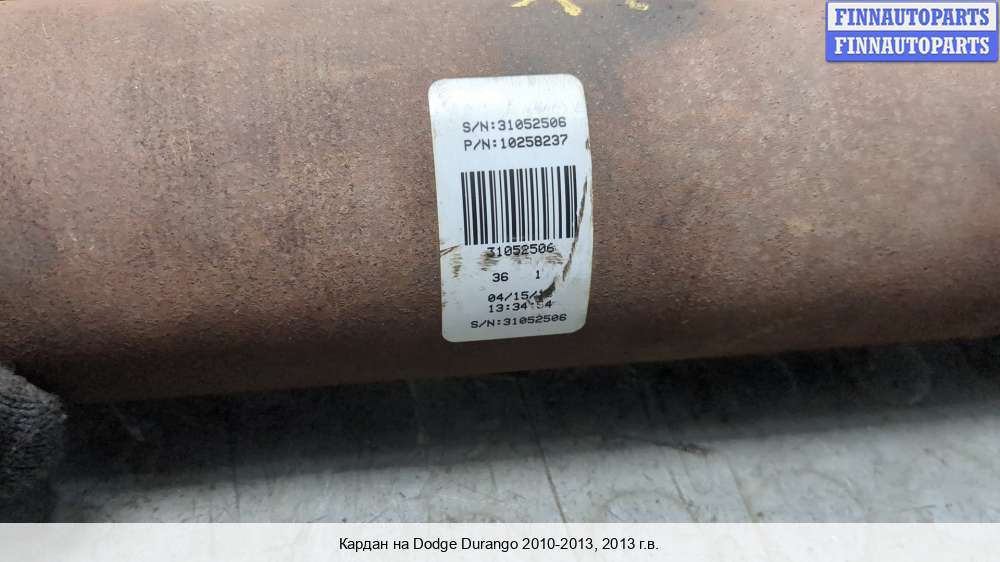 FINNAUTOPARTS
FINNAUTOPARTS
S/N:31052506
P/N:10258237
31052506
36 1
13:34:54
S/N:31052506
Кардан на Dodge Durango 2010-2013, 2013 г.в.